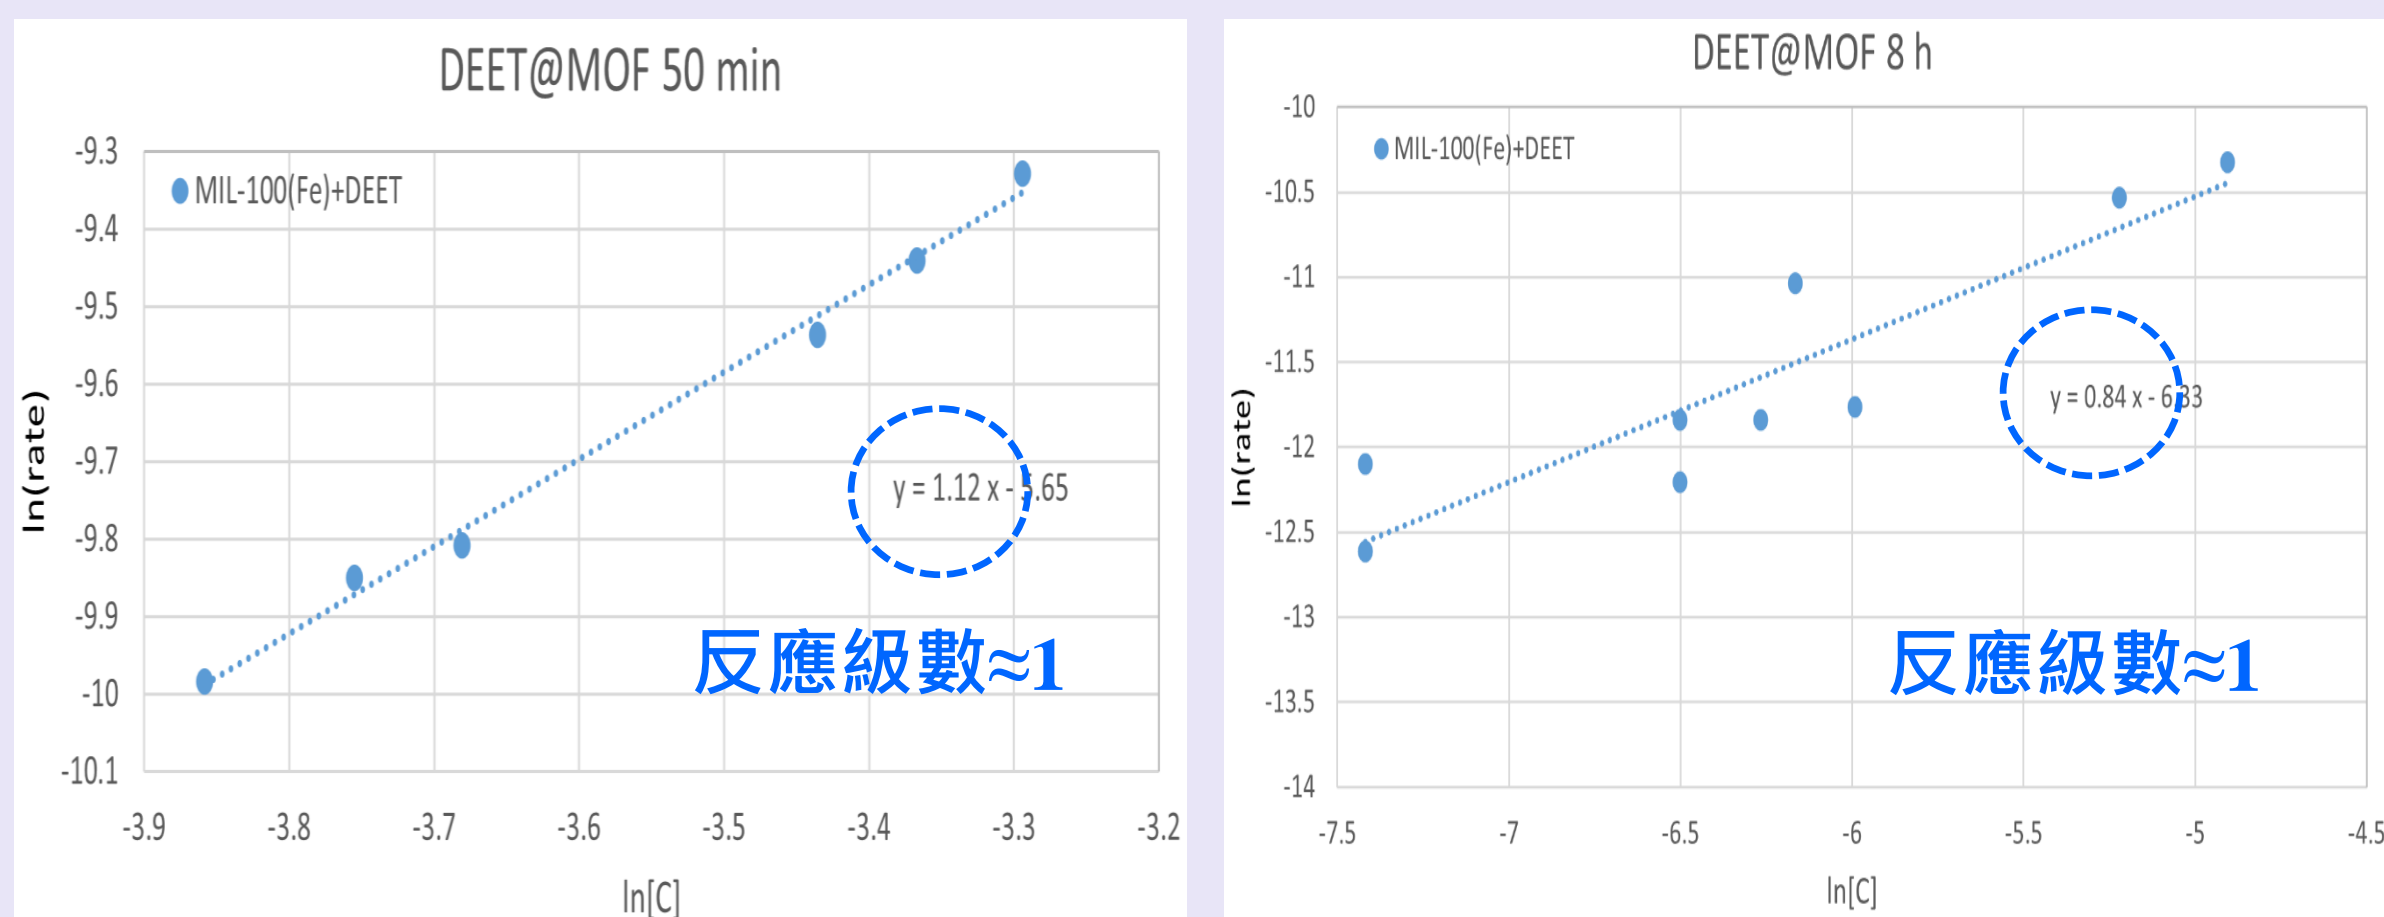 DEET@MOF 50 min
MIL-100(Fe)+DEET
-9.3
-9.4
-9.5
-9.6
-9.7
-9.8
-9.9
-10
-10.1
ln(rate)
y = 1.12 x - 5.65
反應級數≈1
-3.9
-3.8
-3.7
-3.6
-3.5
-3.4
-3.3
-3.2
ln[C]
DEET@MOF 8 h
MIL-100(Fe)+DEET
-10
-10.5
-11
-11.5
-12
-12.5
-13
-13.5
-14
ln(rate)
y = 0.84 x - 6.33
反應級數≈1
-7.5
-7
-6.5
-6
-5.5
-5
-4.5
ln[C]